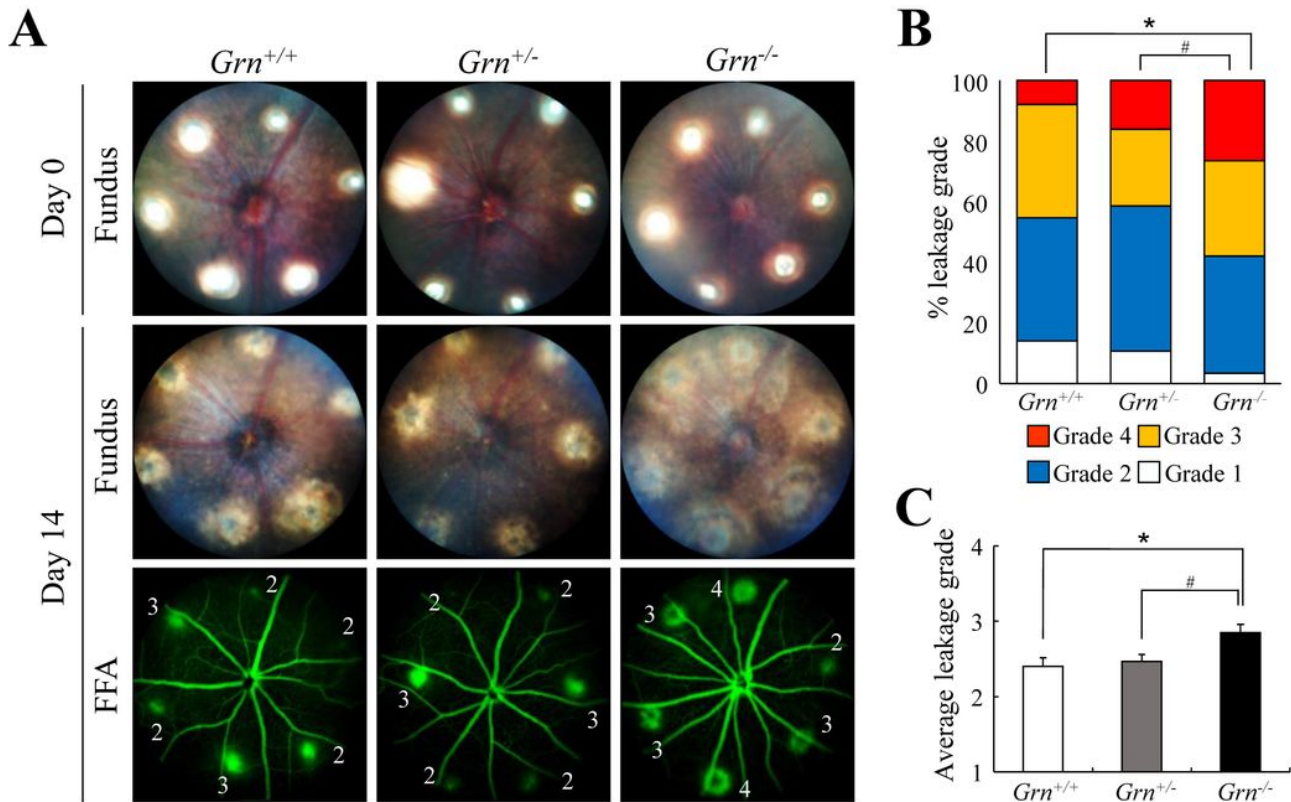 A
Grn+/+
Grn+/-
Grn-/-
Day 0
Fundus
Day 14
Fundus
FFA
3
2
2
2
3
2
2
2
3
3
2
2
4
3
2
3
3
4
B
*
#
100
80
60
40
20
0
% leakage grade
Grn+/+
Grn+/-
Grn-/-
Grade 4
Grade 3
Grade 2
Grade 1
C
*
#
4
3
2
1
Average leakage grade
Grn+/+
Grn+/-
Grn-/-